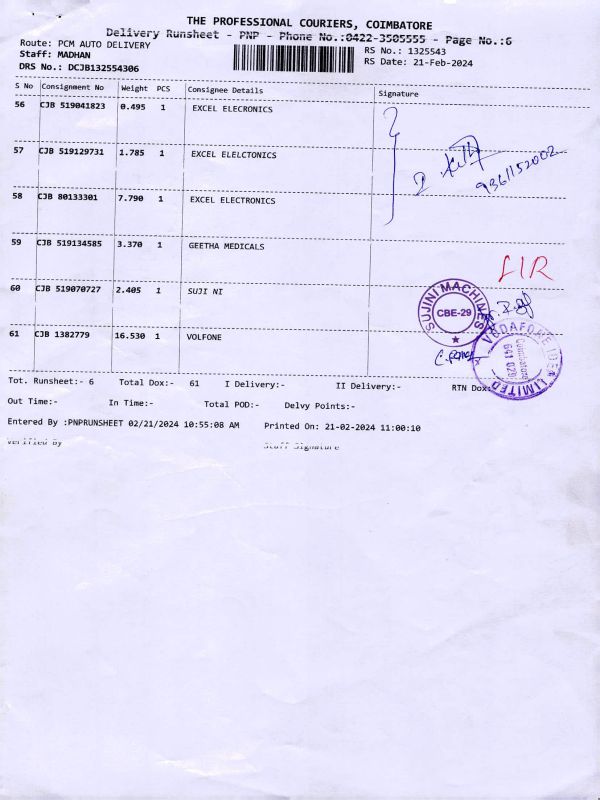 THE PROFESSIONAL COURIERS, COIMBATORE
Delivery Runsheet - PNP - Phone No.:0422-3505555 - Page No.:6
Route: PCM AUTO DELIVERY
RS No.: 1325543
Staff: MADHAN
RS Date: 21-Feb-2024
DRS No.: DCJB132554306
S No Consignment No Weight PCS Consignee Details Signature
56 CJB 519041823 0.495 1 EXCEL ELECRONICS
57 CJB 519129731 1.785 1 EXCEL ELELCTONICS
9361152002
58 CJB 80133301 7.790 1 EXCEL ELECTRONICS
59 CJB 519134585 3.370 1 GEETHA MEDICALS
LIR
60 CJB 519070727 2.405 1 SUJI NI
SUJINI MACHINES
CBE-29
61 CJB 1382779 16.530 1 VOLFONE
VODAFONE IDEA LIMITED
Coimbatore
641 029
Tot. Runsheet:- 6 Total Dox:- 61 I Delivery:- II Delivery:- RTN Dox:
Out Time:- In Time:- Total POD:- Delvy Points:-
Entered By :PNPRUNSHEET 02/21/2024 10:55:08 AM Printed On: 21-02-2024 11:00:10
Verified By Staff Signature